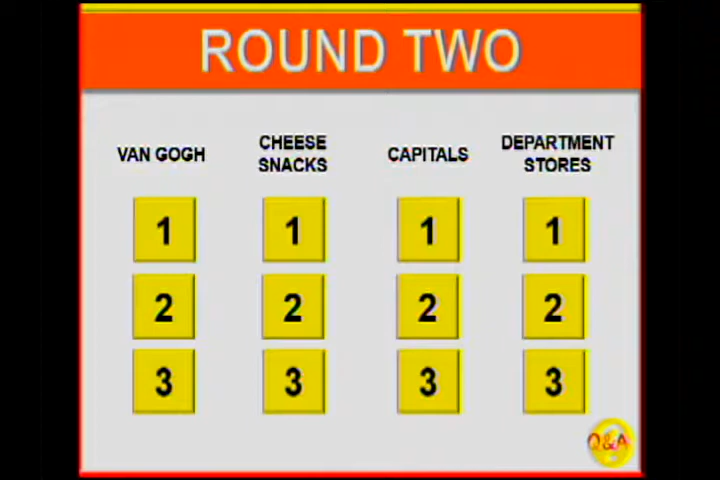 ROUND TWO
VAN GOGH
CHEESE
SNACKS
CAPITALS
DEPARTMENT
STORES
1 1 1 1
2 2 2 2
3 3 3 3
Q&A